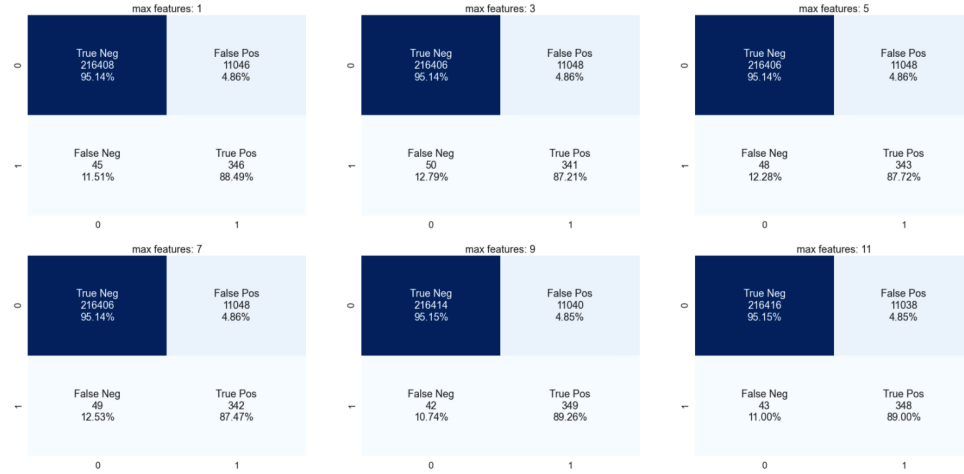 max features: 1
0
True Neg
216408
95.14%
False Pos
11046
4.86%
1
False Neg
45
11.51%
True Pos
346
88.49%
0 1
max features: 3
0
True Neg
216406
95.14%
False Pos
11048
4.86%
1
False Neg
50
12.79%
True Pos
341
87.21%
0 1
max features: 5
0
True Neg
216406
95.14%
False Pos
11048
4.86%
1
False Neg
48
12.28%
True Pos
343
87.72%
0 1
max features: 7
0
True Neg
216406
95.14%
False Pos
11048
4.86%
1
False Neg
49
12.53%
True Pos
342
87.47%
0 1
max features: 9
0
True Neg
216414
95.15%
False Pos
11040
4.85%
1
False Neg
42
10.74%
True Pos
349
89.26%
0 1
max features: 11
0
True Neg
216416
95.15%
False Pos
11038
4.85%
1
False Neg
43
11.00%
True Pos
348
89.00%
0 1